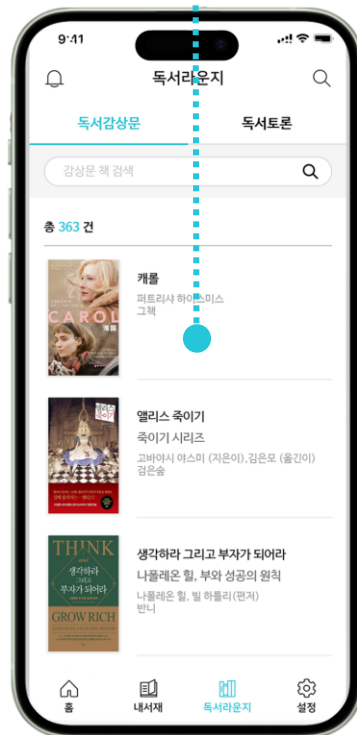 9:41
독서라운지
독서감상문
독서토론
감상문 책 검색
총 363 건
CAROL
캐롤
퍼트리샤 하이스미스
그책
앨리스
죽이기
앨리스 죽이기
죽이기 시리즈
고바야시 야스미 (지은이),김은모 (옮긴이)
검은숲
THINK
and
생각하라
그리고
부자가 되어라
GROW RICH
생각하라 그리고 부자가 되어라
나폴레온 힐, 부와 성공의 원칙
나폴레온 힐, 빌 하틀리(편저)
반니
홈
내서재
독서라운지
설정